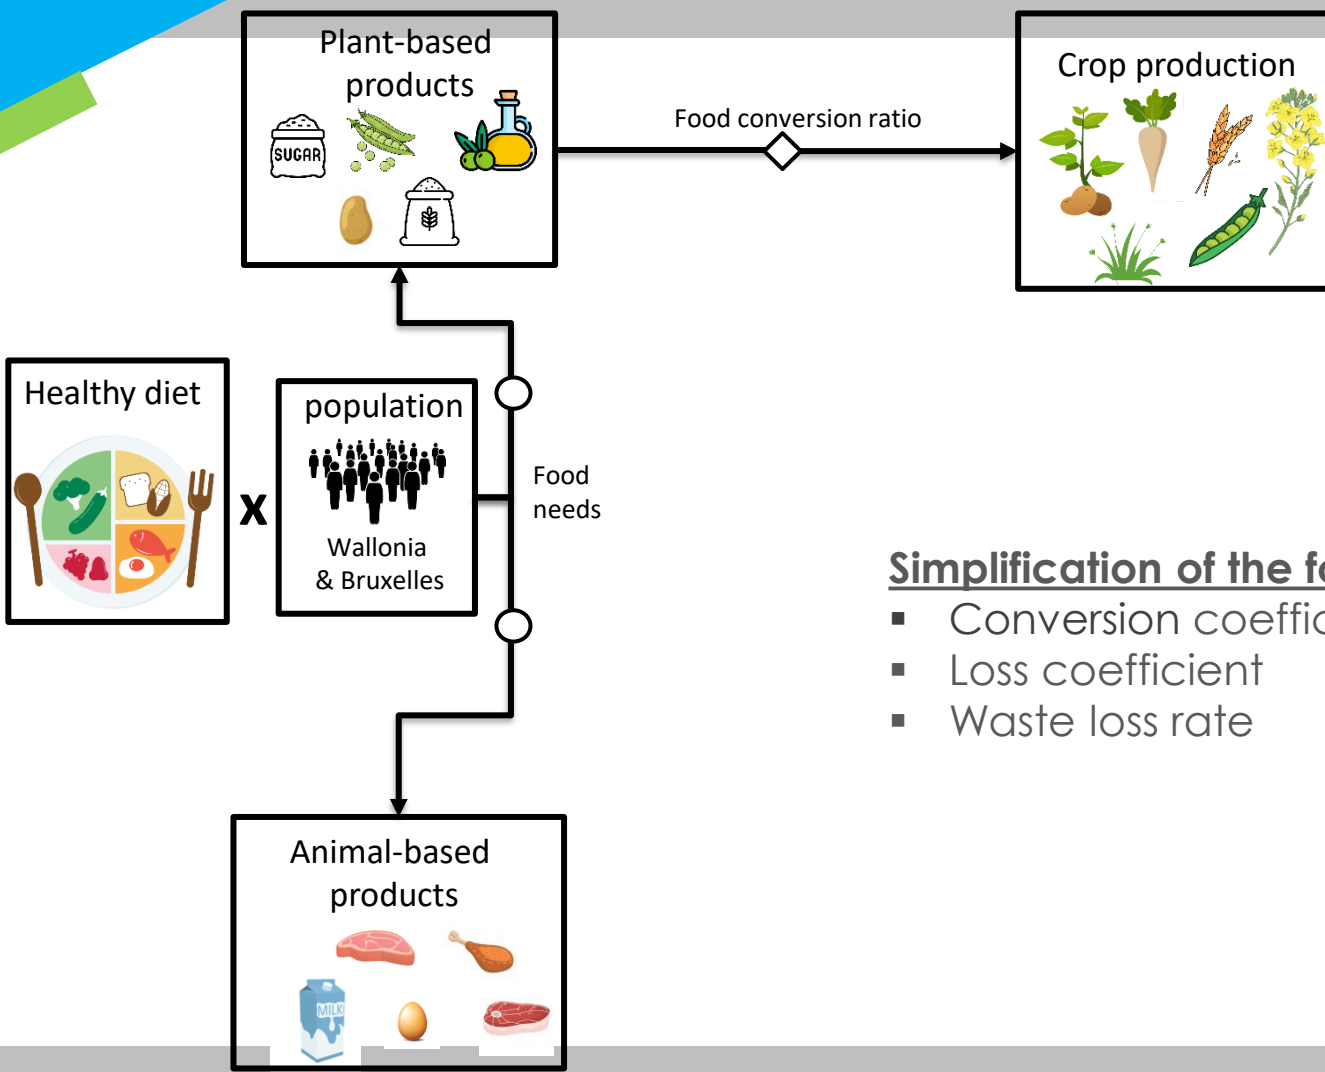 Plant-based
products
SUGAR
Food conversion ratio
Crop production
Healthy diet
x
population
Wallonia
& Bruxelles
Food
needs
Simplification of the
▪ Conversion
▪ Loss coefficient
▪ Waste loss rate
Animal-based
products
MILK